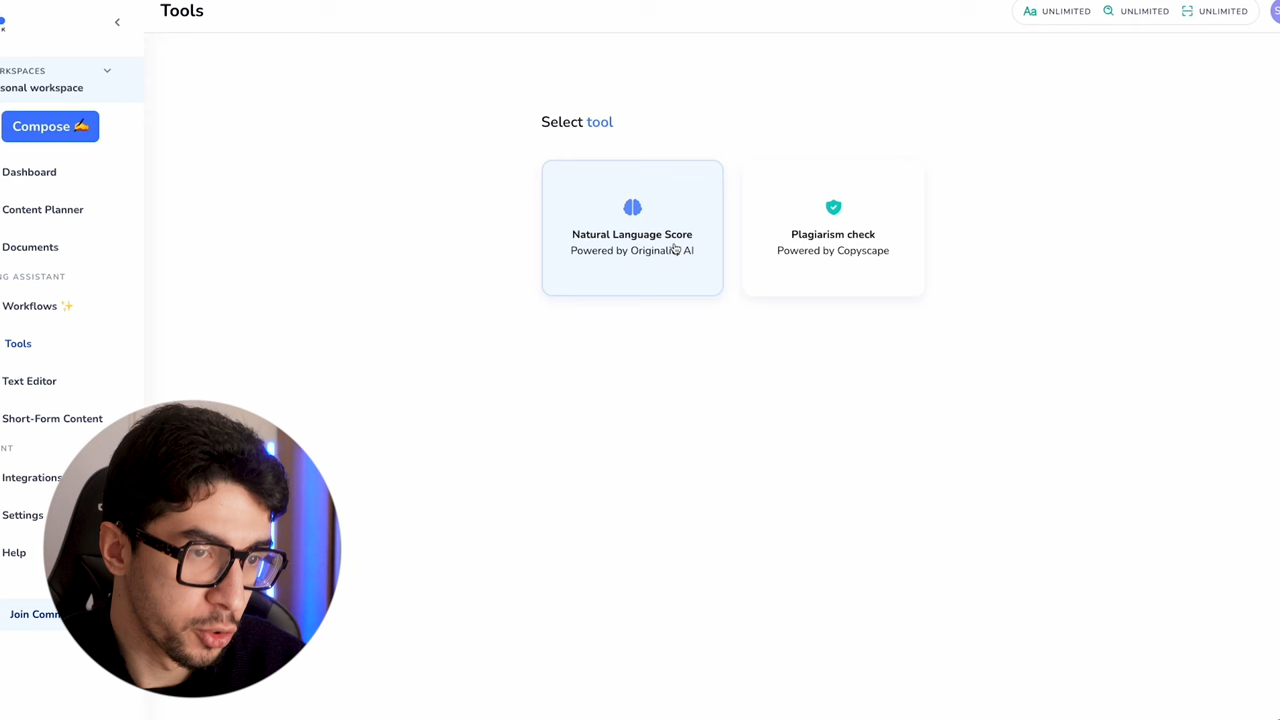 Tools
UNLIMITED
UNLIMITED
UNLIMITED
RKSPACES
sonal workspace
Compose ✍️
Select tool
Dashboard
Natural Language Score
Powered by Originality AI
Plagiarism check
Powered by Copyscape
Content Planner
Documents
NG ASSISTANT
Workflows ✨
Tools
Text Editor
Short-Form Content
NT
Integrations
Settings
Help
Join Comm